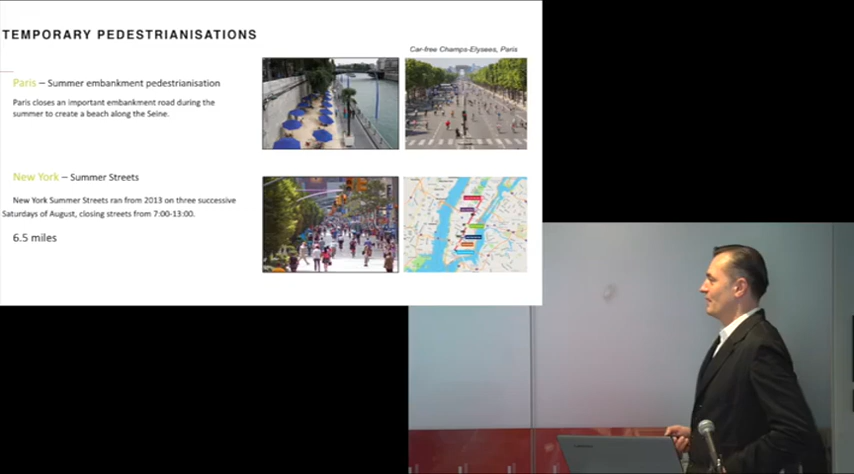 TEMPORARY PEDESTRIANISATIONS
Car-free Champs-Elysees, Paris
Paris – Summer embankment pedestrianisation
Paris closes an important embankment road during the
summer to create a beach along the Seine.
New York – Summer Streets
New York Summer Streets ran from 2013 on three successive
Saturdays of August, closing streets from 7:00-13:00.
6.5 miles